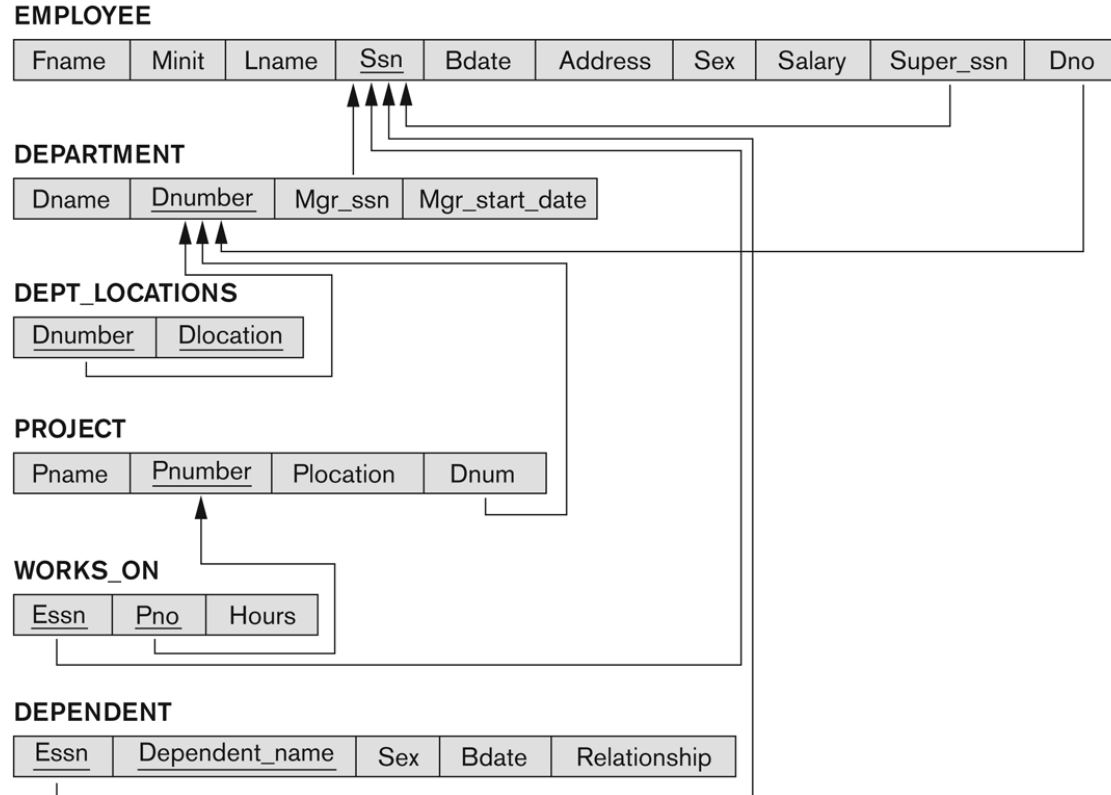 EMPLOYEE
Fname Minit Lname Ssn Bdate Address Sex Salary Super_ssn Dno
DEPARTMENT
Dname Dnumber Mgr_ssn Mgr_start_date
DEPT_LOCATIONS
Dnumber Dlocation
PROJECT
Pname Pnumber Plocation Dnum
WORKS_ON
Essn Pno Hours
DEPENDENT
Essn Dependent_name Sex Bdate Relationship